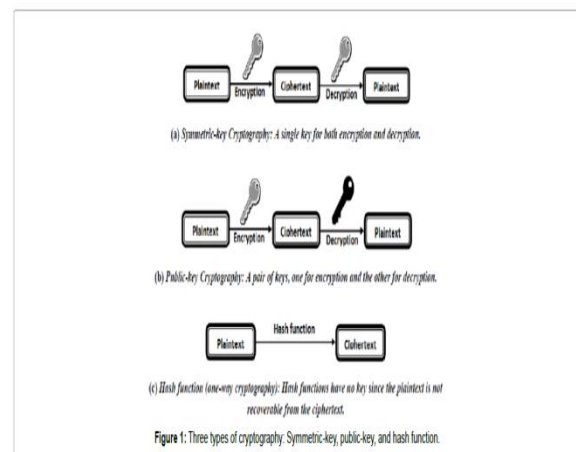 Plaintext Ciphertext Plaintext
Encryption Decryption
(a) Symmetric-key Cryptography: A single key for both encryption and decryption.
Plaintext Ciphertext Plaintext
Encryption Decryption
(b) Public-key Cryptography: A pair of keys, one for encryption and the other for decryption.
Hash function
Plaintext Ciphertext
(c) Hash function (one-way cryptography): Hash functions have no key since the plaintext is not
recoverable from the ciphertext.
Figure 1: Three types of cryptography: Symmetric-key, public-key, and hash function.